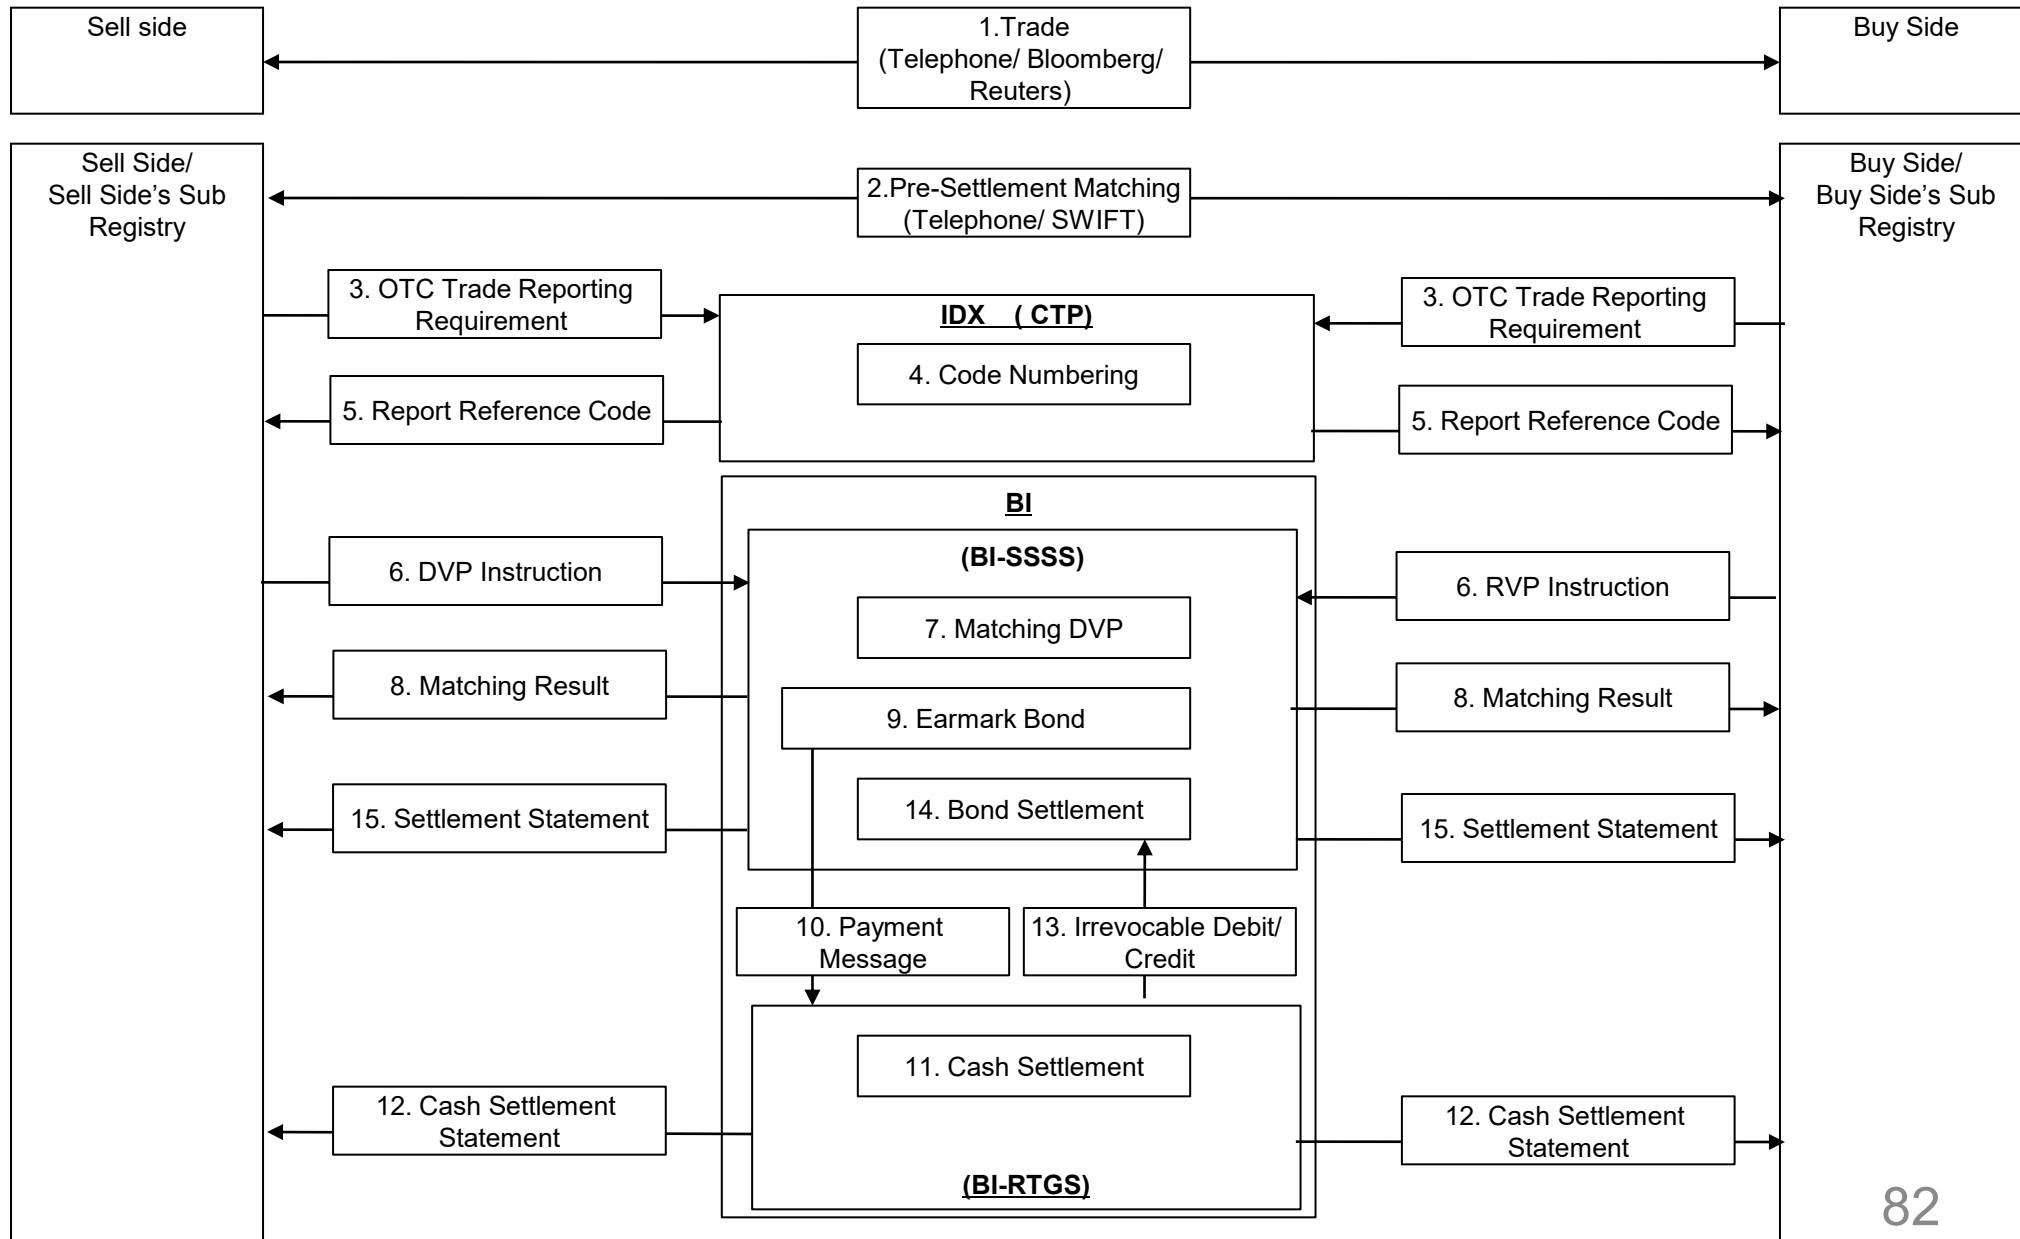 Sell side
1.Trade
(Telephone/ Bloomberg/
Reuters)
Buy Side
Sell Side/
Sell Side’s Sub
Registry
2.Pre-Settlement Matching
(Telephone/ SWIFT)
Buy Side/
Buy Side’s Sub
Registry
3. OTC Trade Reporting
Requirement
IDX ( CTP)
3. OTC Trade Reporting
Requirement
4. Code Numbering
5. Report Reference Code
5. Report Reference Code
BI
(BI-SSSS)
6. DVP Instruction
6. RVP Instruction
7. Matching DVP
8. Matching Result
8. Matching Result
9. Earmark Bond
14. Bond Settlement
15. Settlement Statement
15. Settlement Statement
10. Payment
Message
13. Irrevocable Debit/
Credit
11. Cash Settlement
12. Cash Settlement
Statement
12. Cash Settlement
Statement
(BI-RTGS)
82